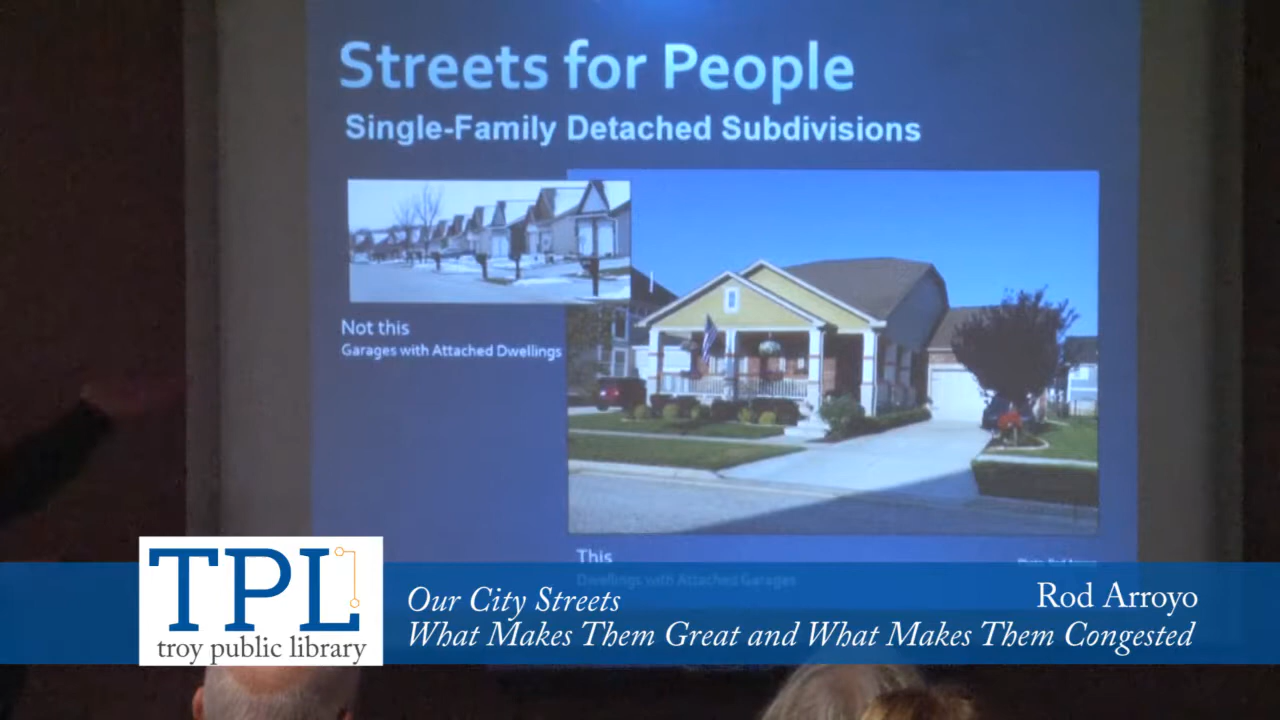 Streets for People
Single-Family Detached Subdivisions
Not this
Garages with Attached Dwellings
This
Dwellings with Attached Garages
TPL
troy public library
Our City Streets
Rod Arroyo
What Makes Them Great and What Makes Them Congested